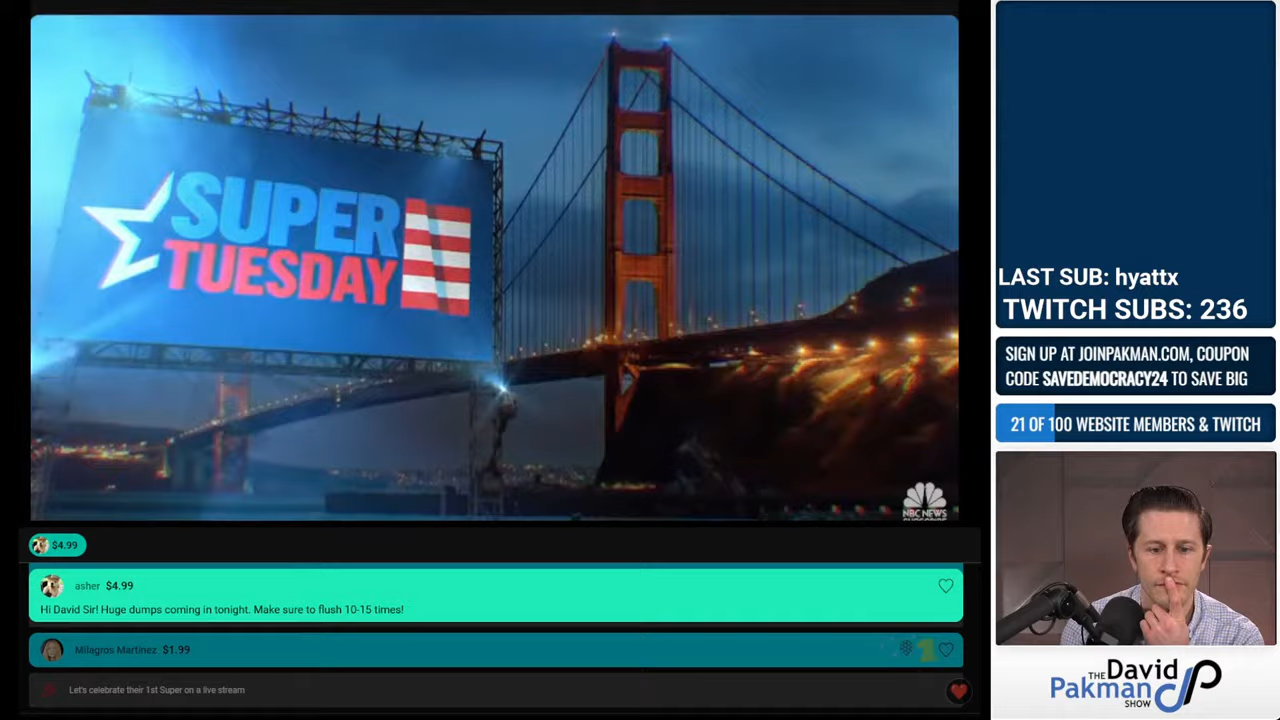 SUPER
TUESDAY
NBC NEWS
$4.99
asher $4.99
Hi David Sir! Huge dumps coming in tonight. Make sure to flush 10-15 times!
Milagros Martinez $1.99
Let's celebrate their 1st Super on a live stream
LAST SUB: hyattx
TWITCH SUBS: 236
SIGN UP AT JOINPAKMAN.COM, COUPON
CODE SAVEDEMOCRACY24 TO SAVE BIG
21 OF 100 WEBSITE MEMBERS & TWITCH
THE David
Pakman
SHOW